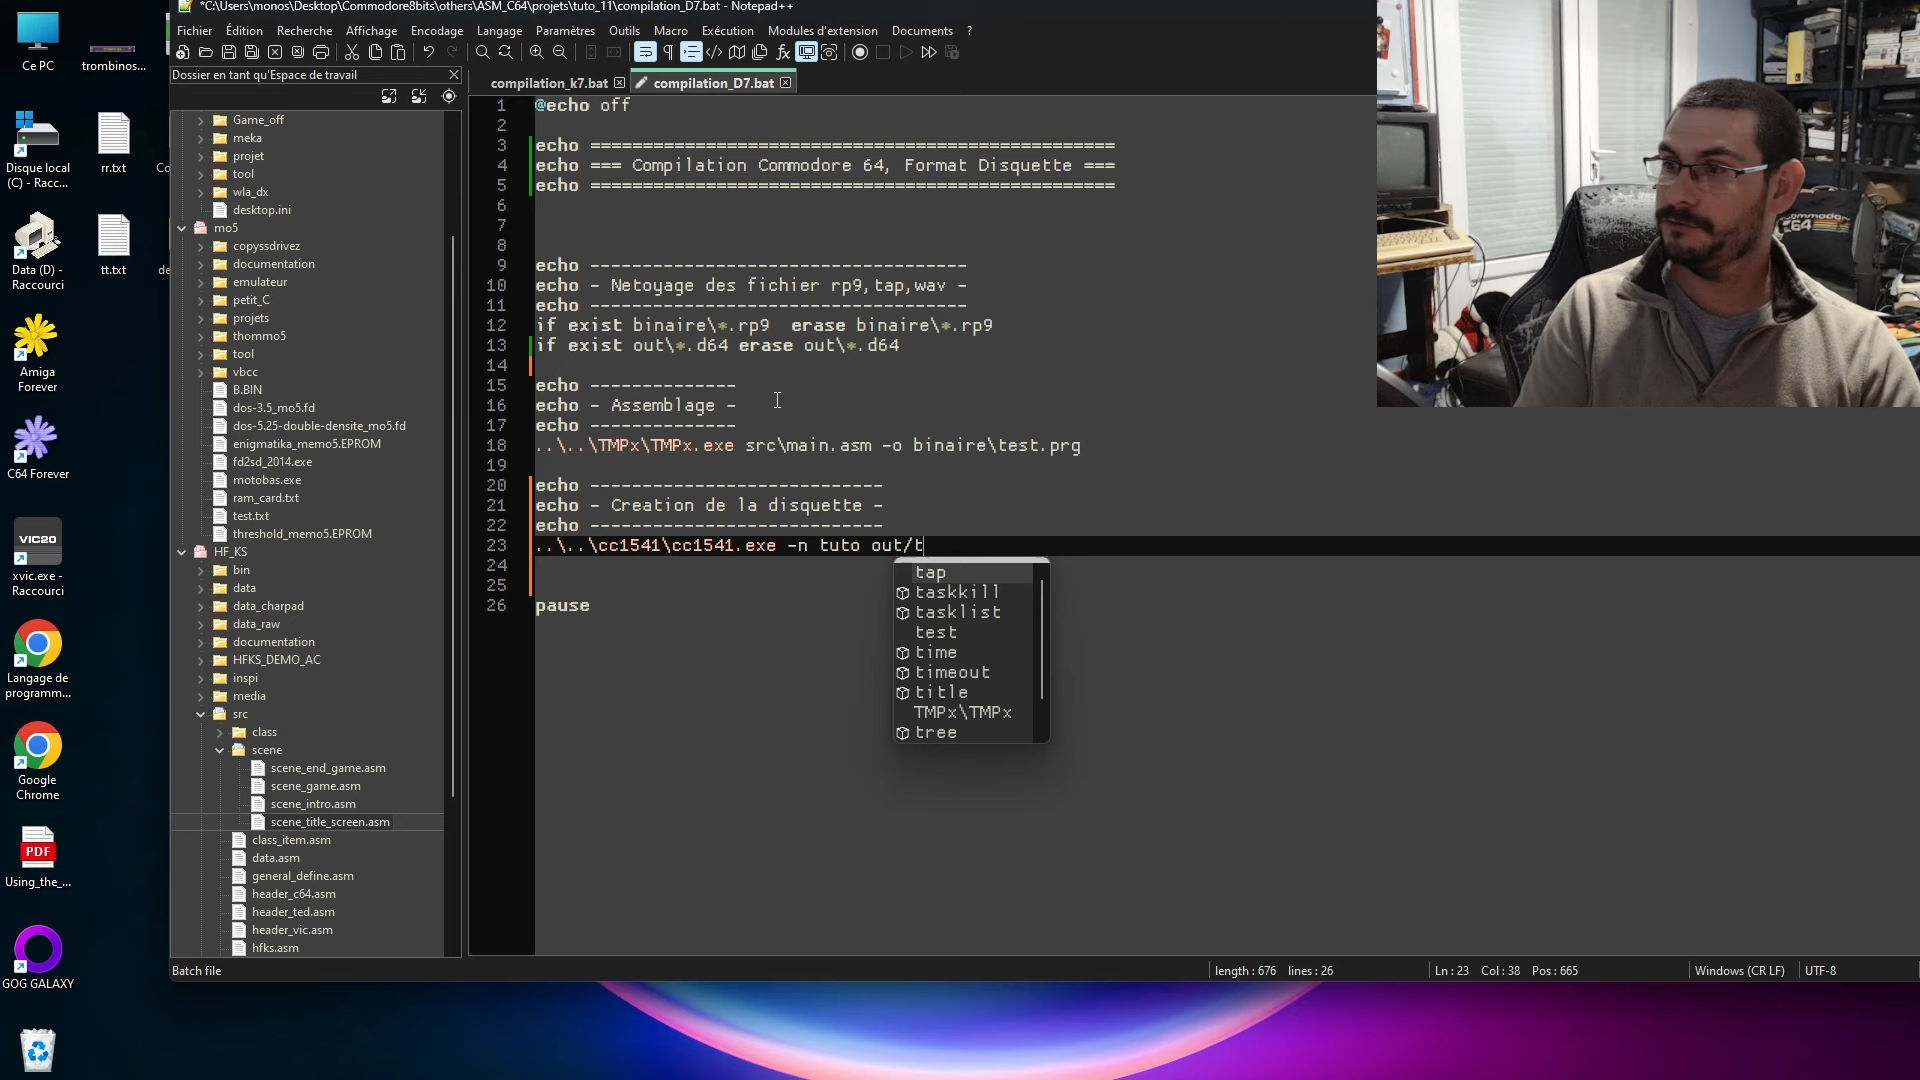 *C:\Users\monos\Desktop\Commodore8bits\others\ASM_C64\projets\tuto_11\compilation_D7.bat - Notepad++
Fichier Édition Recherche Affichage Encodage Langage Paramètres Outils Macro Exécution Modules d'extension Documents ?
Dossier en tant qu'Espace de travail
compilation_k7.bat
compilation_D7.bat
Ce PC
trombinos...
Disque local (C) - Racc...
rr.txt
Data (D) - Raccourci
tt.txt
Amiga Forever
C64 Forever
VIC20
xvic.exe - Raccourci
Langage de programm...
Google Chrome
PDF
Using_the_...
GOG GALAXY
Game_off
meka
projet
tool
wla_dx
desktop.ini
mo5
copyssdrivez
documentation
emulateur
petit_C
projets
thommo5
tool
vbcc
B.BIN
dos-3.5_mo5.fd
dos-5.25-double-densite_mo5.fd
enigmatika_memo5.EPROM
fd2sd_2014.exe
motobas.exe
ram_card.txt
test.txt
threshold_memo5.EPROM
HF_KS
bin
data
data_charpad
data_raw
documentation
HFKS_DEMO_AC
inspi
media
src
class
scene
scene_end_game.asm
scene_game.asm
scene_intro.asm
scene_title_screen.asm
class_item.asm
data.asm
general_define.asm
header_c64.asm
header_ted.asm
header_vic.asm
hfks.asm
1 @echo off
2
3 echo ==================================================
4 echo === Compilation Commodore 64, Format Disquette ===
5 echo ==================================================
6
7
8
9 echo ------------------------------------
10 echo - Netoyage des fichier rp9,tap,wav -
11 echo ------------------------------------
12 if exist binaire\*.rp9  erase binaire\*.rp9
13 if exist out\*.d64 erase out\*.d64
14
15 echo --------------
16 echo - Assemblage -
17 echo --------------
18 ..\..\TMPx\TMPx.exe src\main.asm -o binaire\test.prg
19
20 echo ----------------------------
21 echo - Creation de la disquette -
22 echo ----------------------------
23 ..\..\cc1541\cc1541.exe -n tuto out/t
24
25
26 pause
tap
taskkill
tasklist
test
time
timeout
title
TMPx\TMPx
tree
commodore
64
Batch file
length : 676 lines : 26
Ln : 23 Col : 38 Pos : 665
Windows (CR LF)
UTF-8